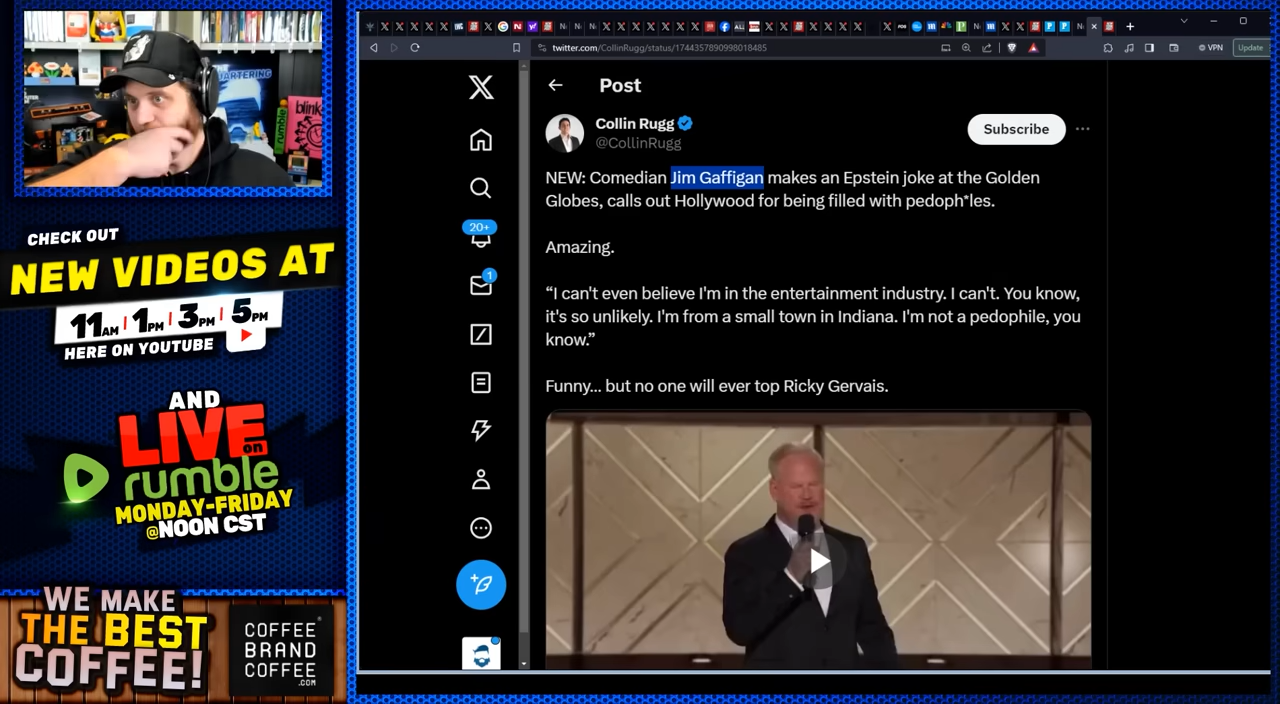 QUARTERING
blink
rumble
CHECK OUT
NEW VIDEOS AT
11AM | 1PM | 3PM | 5PM
HERE ON YOUTUBE
AND
LIVE
on
rumble
MONDAY-FRIDAY
@NOON CST
WE MAKE
THE BEST
COFFEE!
COFFEE
BRAND
COFFEE
.COM
twitter.com/CollinRugg/status/1744357890998018485
VPN
Update
Post
Collin Rugg
@CollinRugg
Subscribe
NEW: Comedian Jim Gaffigan makes an Epstein joke at the Golden
Globes, calls out Hollywood for being filled with pedoph*les.
Amazing.
“I can't even believe I'm in the entertainment industry. I can't. You know,
it's so unlikely. I'm from a small town in Indiana. I'm not a pedophile, you
know.”
Funny... but no one will ever top Ricky Gervais.
20+
1